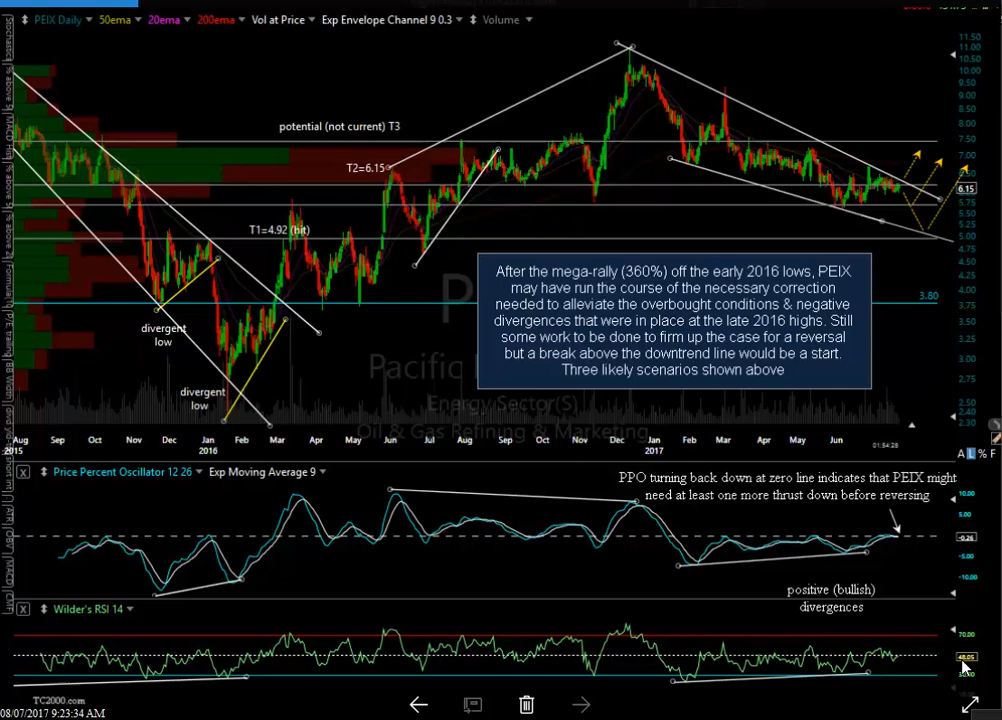 PEIX Daily 50ema 20ema 200ema Vol at Price Exp Envelope Channel 9 0.3 Volume
11.50
11.00
10.50
10.00
9.50
9.00
8.50
8.00
potential (not current) T3
7.50
7.00
T2=6.15
6.15
5.75
5.50
5.25
T1=4.92 (hit)
5.00
4.75
4.50
4.25
4.00
After the mega-rally (360%) off the early 2016 lows, PEIX
may have run the course of the necessary correction
needed to alleviate the overbought conditions & negative
divergences that were in place at the late 2016 highs. Still
some work to be done to firm up the case for a reversal
but a break above the downtrend line would be a start.
Three likely scenarios shown above
3.80
3.75
3.50
3.25
3.00
2.75
2.50
2.40
2.30
divergent
low
divergent
low
Pacific
Energy Sector(S)
Oil & Gas Refining & Marketing
Aug Sep Oct Nov Dec Jan Feb Mar Apr May Jun Jul Aug Sep Oct Nov Dec Jan Feb Mar Apr May Jun
2015 2016 2017
01:54:28
A L % F
X Price Percent Oscillator 12 26 Exp Moving Average 9
PPO turning back down at zero line indicates that PEIX might
need at least one more thrust down before reversing
10.00
5.00
-0.26
-5.00
-10.00
positive (bullish)
divergences
X Wilder's RSI 14
70.00
48.05
TC2000.com
08/07/2017 9:23:34 AM